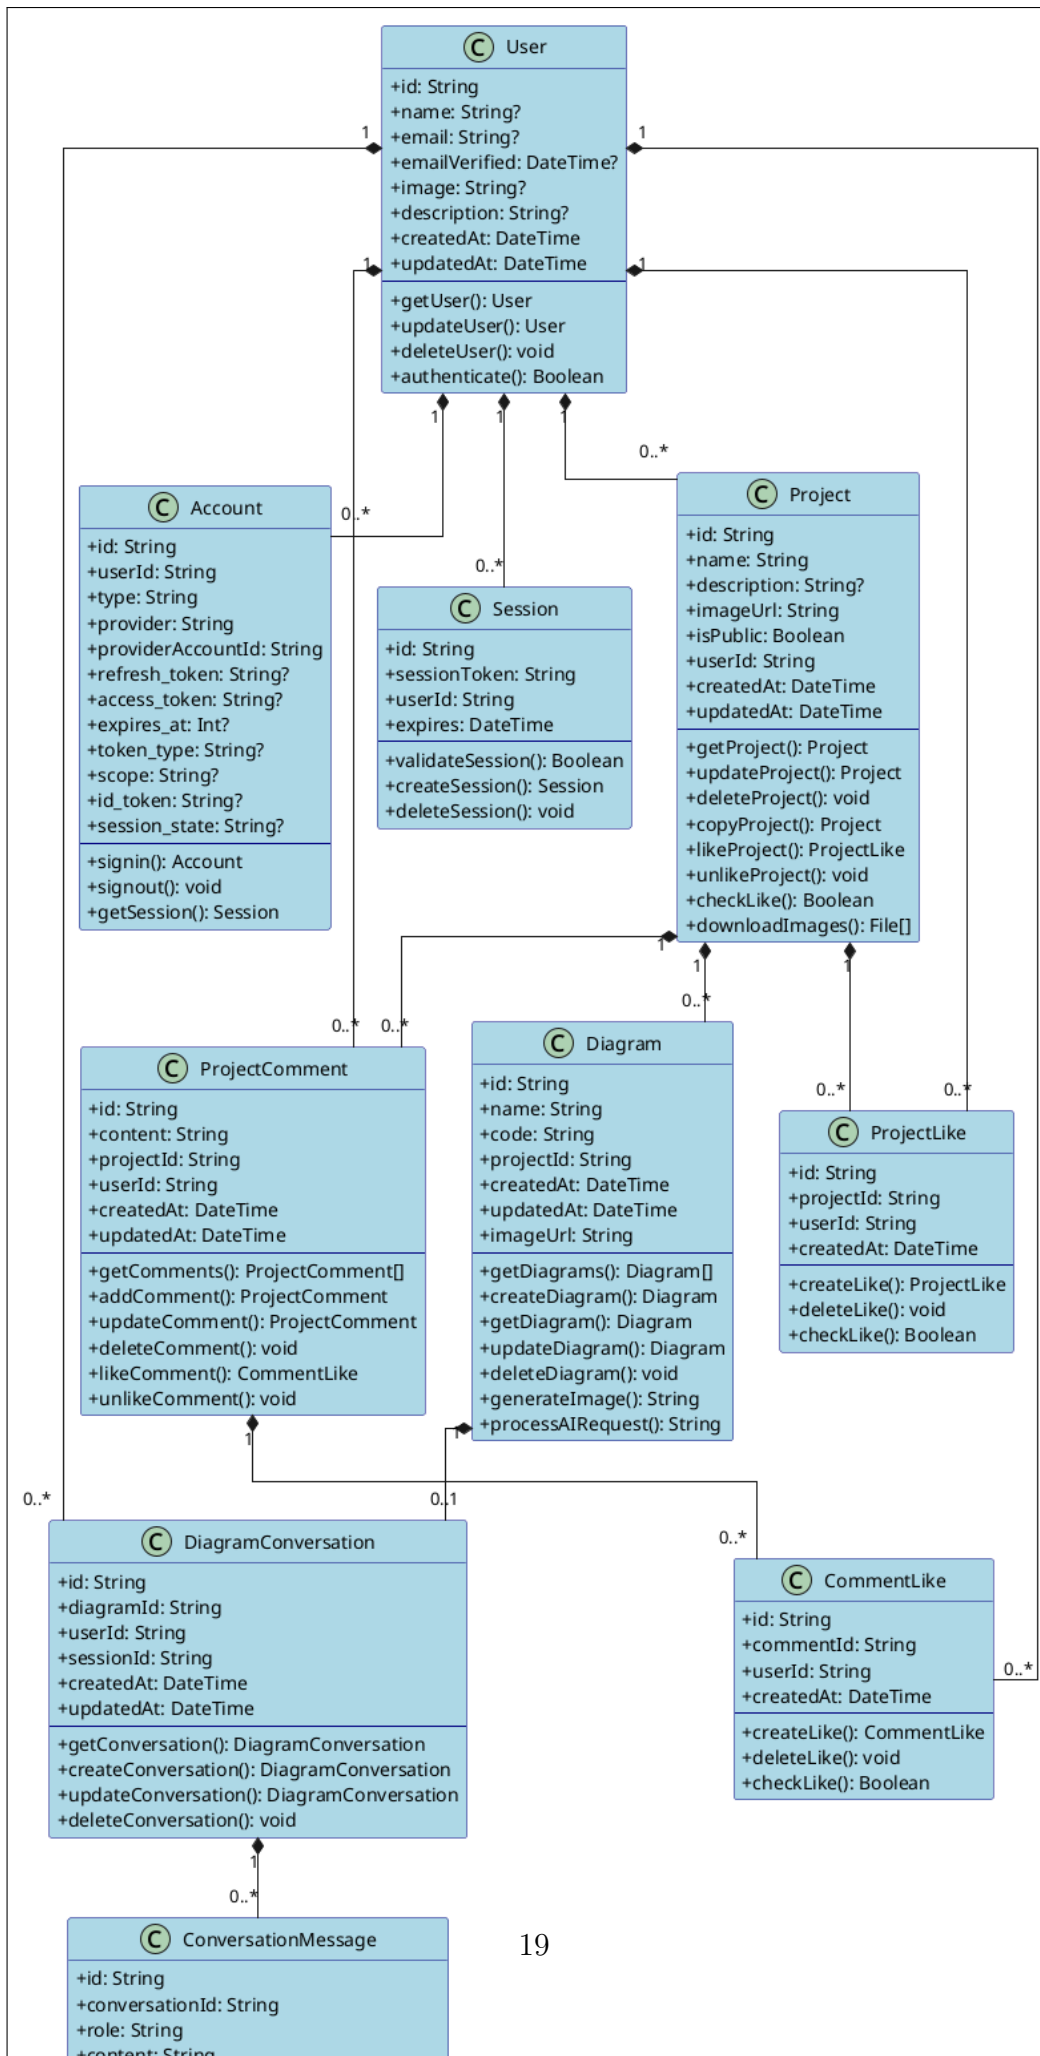 C User
+id: String
+name: String?
+email: String?
+emailVerified: DateTime?
+image: String?
+description: String?
+createdAt: DateTime
+updatedAt: DateTime
+getUser(): User
+updateUser(): User
+deleteUser(): void
+authenticate(): Boolean
1
1
1
1
1
1
1
0..*
0..*
0..*
C Account
+id: String
+userId: String
+type: String
+provider: String
+providerAccountId: String
+refresh_token: String?
+access_token: String?
+expires_at: Int?
+token_type: String?
+scope: String?
+id_token: String?
+session_state: String?
+signin(): Account
+signout(): void
+getSession(): Session
C Session
+id: String
+sessionToken: String
+userId: String
+expires: DateTime
+validateSession(): Boolean
+createSession(): Session
+deleteSession(): void
C Project
+id: String
+name: String
+description: String?
+imageUrl: String
+isPublic: Boolean
+userId: String
+createdAt: DateTime
+updatedAt: DateTime
+getProject(): Project
+updateProject(): Project
+deleteProject(): void
+copyProject(): Project
+likeProject(): ProjectLike
+unlikeProject(): void
+checkLike(): Boolean
+downloadImages(): File[]
1
1
1
0..*
0..*
0..*
0..*
0..*
C ProjectComment
+id: String
+content: String
+projectId: String
+userId: String
+createdAt: DateTime
+updatedAt: DateTime
+getComments(): ProjectComment[]
+addComment(): ProjectComment
+updateComment(): ProjectComment
+deleteComment(): void
+likeComment(): CommentLike
+unlikeComment(): void
C Diagram
+id: String
+name: String
+code: String
+projectId: String
+createdAt: DateTime
+updatedAt: DateTime
+imageUrl: String
+getDiagrams(): Diagram[]
+createDiagram(): Diagram
+getDiagram(): Diagram
+updateDiagram(): Diagram
+deleteDiagram(): void
+generateImage(): String
+processAIRequest(): String
C ProjectLike
+id: String
+projectId: String
+userId: String
+createdAt: DateTime
+createLike(): ProjectLike
+deleteLike(): void
+checkLike(): Boolean
1
1
0..*
0..1
0..*
C DiagramConversation
+id: String
+diagramId: String
+userId: String
+sessionId: String
+createdAt: DateTime
+updatedAt: DateTime
+getConversation(): DiagramConversation
+createConversation(): DiagramConversation
+updateConversation(): DiagramConversation
+deleteConversation(): void
C CommentLike
+id: String
+commentId: String
+userId: String
+createdAt: DateTime
+createLike(): CommentLike
+deleteLike(): void
+checkLike(): Boolean
0..*
1
0..*
C ConversationMessage
+id: String
+conversationId: String
+role: String
+content: String
19